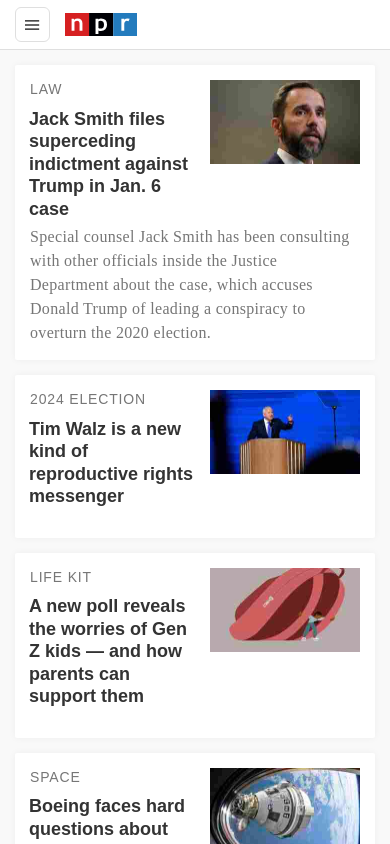 npr
LAW
Jack Smith files
superceding
indictment against
Trump in Jan. 6
case
Special counsel Jack Smith has been consulting
with other officials inside the Justice
Department about the case, which accuses
Donald Trump of leading a conspiracy to
overturn the 2020 election.
2024 ELECTION
Tim Walz is a new
kind of
reproductive rights
messenger
LIFE KIT
A new poll reveals
the worries of Gen
Z kids — and how
parents can
support them
SPACE
Boeing faces hard
questions about